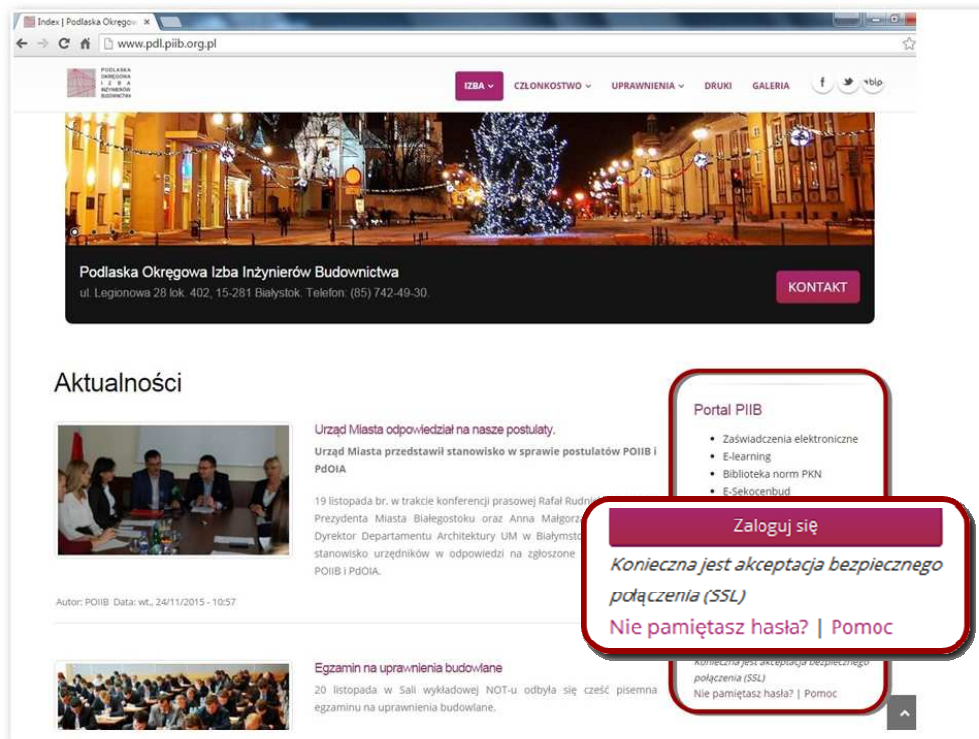 Index | Podlaska Okręgow
www.pdl.piib.org.pl
PODLASKA
OKRĘGOWA
I Z B A
INŻYNIERÓW
BUDOWNICTWA
IZBA
CZŁONKOSTWO
UPRAWNIENIA
DRUKI
GALERIA
Podlaska Okręgowa Izba Inżynierów Budownictwa
ul. Legionowa 28 lok. 402, 15-281 Białystok. Telefon: (85) 742-49-30.
KONTAKT
Aktualności
Urząd Miasta odpowiedział na nasze postulaty.
Urząd Miasta przedstawił stanowisko w sprawie postulatów POIIB i
PdOIA
19 listopada br. w trakcie konferencji prasowej Rafał
Prezydenta Miasta Białegostoku oraz Anna
Dyrektor Departamentu Architektury UM w
stanowisko urzędników w odpowiedzi na zgłoszone
POIIB i PdOIA.
Autor: POIIB Data: wt., 24/11/2015 - 10:57
Egzamin na uprawnienia budowlane
20 listopada w Sali wykładowej NOT-u odbyła się cześć pisemna
egzaminu na uprawnienia budowlane.
Portal PIIB
• Zaświadczenia elektroniczne
• E-learning
• Biblioteka norm PKN
• E-Sekocenbud
Zaloguj się
Konieczna jest akceptacja bezpiecznego
połączenia (SSL)
Nie pamiętasz hasła? | Pomoc
Konieczna jest akceptacja bezpiecznego
połączenia (SSL)
Nie pamiętasz hasła? | Pomoc